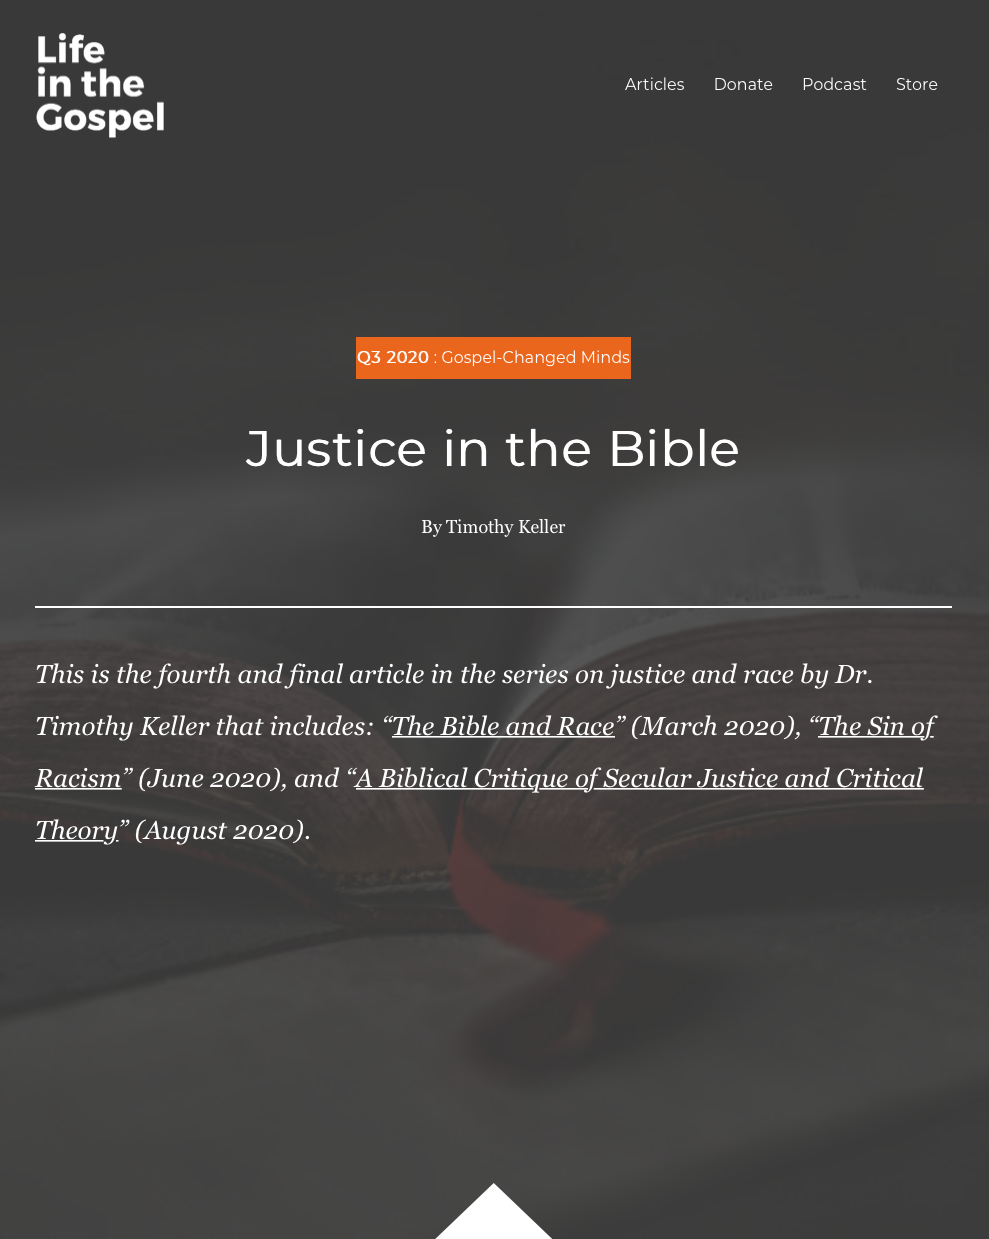 Life
in the
Gospel
Articles Donate Podcast Store
Q3 2020 : Gospel-Changed Minds
Justice in the Bible
By Timothy Keller
This is the fourth and final article in the series on justice and race by Dr.
Timothy Keller that includes: “The Bible and Race” (March 2020), “The Sin of
Racism” (June 2020), and “A Biblical Critique of Secular Justice and Critical
Theory” (August 2020).